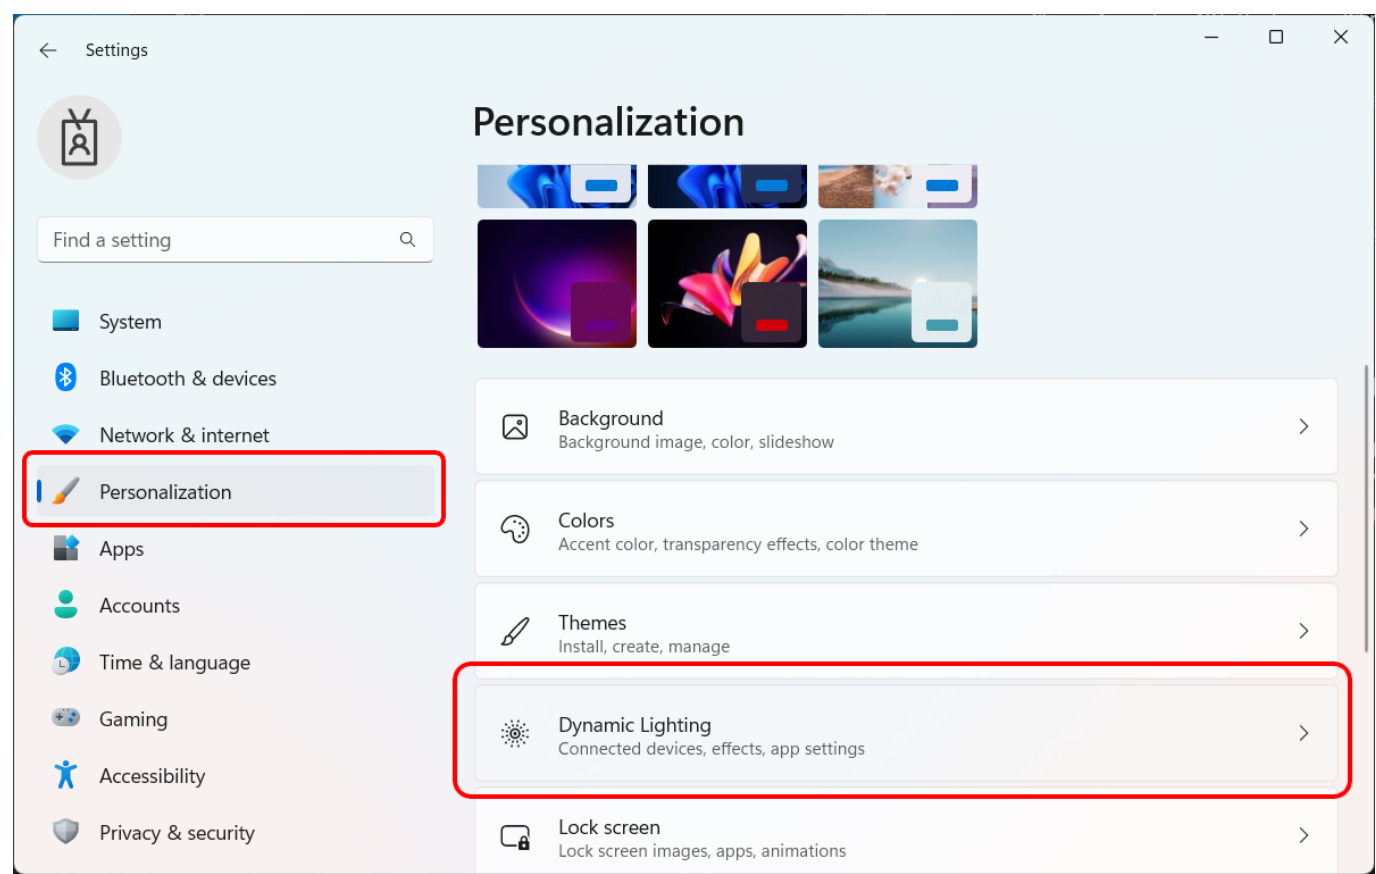 Settings
Find a setting
System
Bluetooth & devices
Network & internet
Personalization
Apps
Accounts
Time & language
Gaming
Accessibility
Privacy & security
Personalization
Background
Background image, color, slideshow
Colors
Accent color, transparency effects, color theme
Themes
Install, create, manage
Dynamic Lighting
Connected devices, effects, app settings
Lock screen
Lock screen images, apps, animations